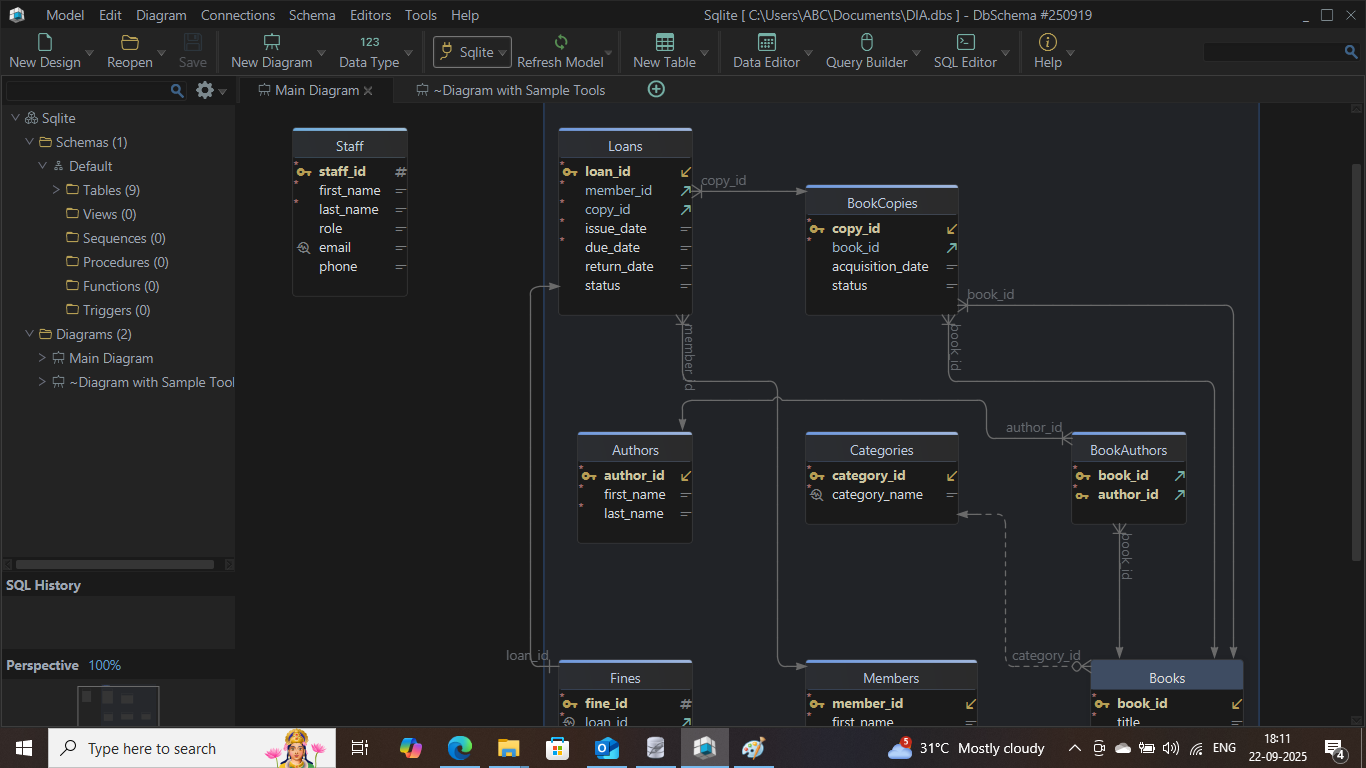 Model Edit Diagram Connections Schema Editors Tools Help
Sqlite [ C:\Users\ABC\Documents\DIA.dbs ] - DbSchema #250919
New Design
Reopen
Save
New Diagram
123
Data Type
Sqlite
Refresh Model
New Table
Data Editor
Query Builder
SQL Editor
Help
Main Diagram
~Diagram with Sample Tools
Sqlite
Schemas (1)
Default
Tables (9)
Views (0)
Sequences (0)
Procedures (0)
Functions (0)
Triggers (0)
Diagrams (2)
Main Diagram
~Diagram with Sample Tool
SQL History
Perspective 100%
Staff
staff_id #
first_name
last_name
role
email
phone
Loans
loan_id
member_id
copy_id
issue_date
due_date
return_date
status
copy_id
BookCopies
copy_id
book_id
acquisition_date
status
book_id
member_id
book_id
author_id
Authors
author_id
first_name
last_name
Categories
category_id
category_name
BookAuthors
book_id
author_id
book_id
loan_id
category_id
Fines
fine_id #
loan_id
Members
member_id
first_name
Books
book_id
title
Type here to search
5
31°C Mostly cloudy
ENG
18:11
22-09-2025
4